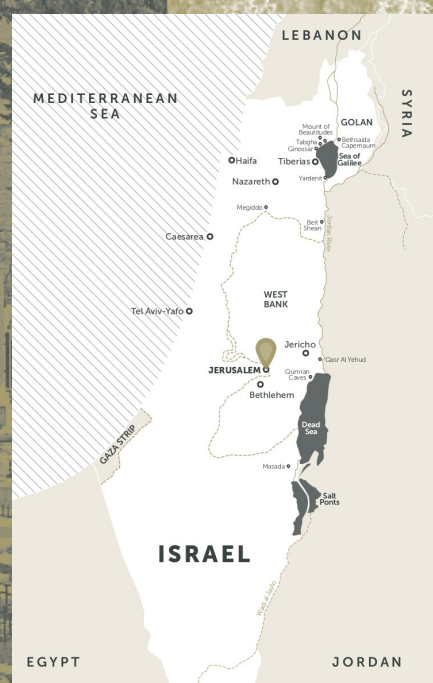 LEBANON
MEDITERRANEAN
SEA
SYRIA
GOLAN
Mount of
Beautitudes
Tabgha
Ginossar
Bethsaida
Capernaum
Haifa
Tiberias
Sea of
Galilee
Nazareth
Yardenit
Megiddo
Beit
Shean
Jordan River
Caesarea
WEST
BANK
Tel Aviv-Yafo
Jericho
Qasr Al Yehud
JERUSALEM
Qumran
Caves
Bethlehem
Dead
Sea
GAZA STRIP
Masada
Salt
Ponts
ISRAEL
EGYPT
JORDAN